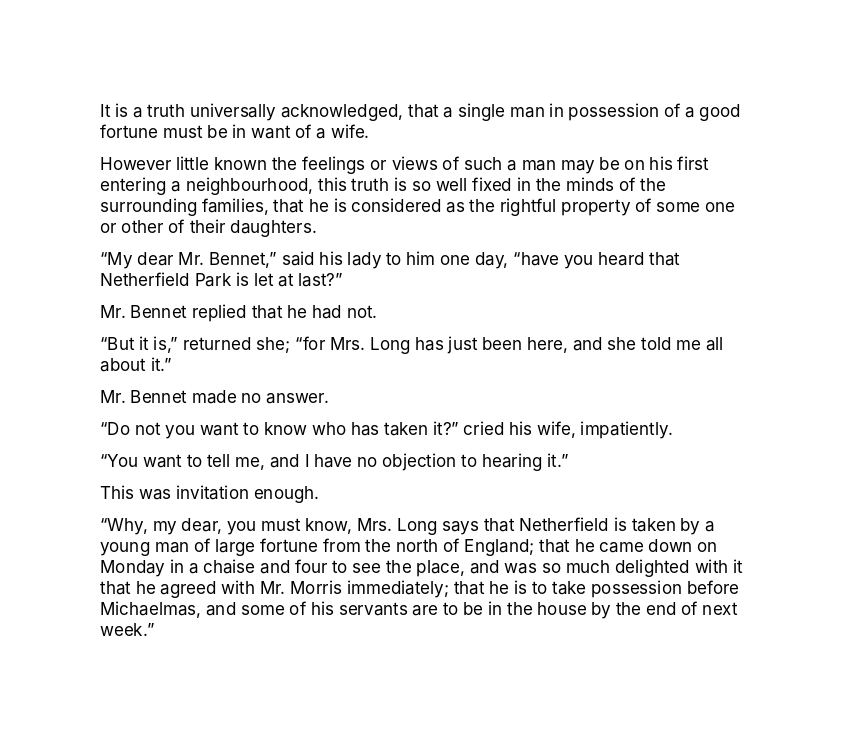 It is a truth universally acknowledged, that a single man in possession of a good
fortune must be in want of a wife.
However little known the feelings or views of such a man may be on his first
entering a neighbourhood, this truth is so well fixed in the minds of the
surrounding families, that he is considered as the rightful property of some one
or other of their daughters.
“My dear Mr. Bennet,” said his lady to him one day, “have you heard that
Netherfield Park is let at last?”
Mr. Bennet replied that he had not.
“But it is,” returned she; “for Mrs. Long has just been here, and she told me all
about it.”
Mr. Bennet made no answer.
“Do not you want to know who has taken it?” cried his wife, impatiently.
“You want to tell me, and I have no objection to hearing it.”
This was invitation enough.
“Why, my dear, you must know, Mrs. Long says that Netherfield is taken by a
young man of large fortune from the north of England; that he came down on
Monday in a chaise and four to see the place, and was so much delighted with it
that he agreed with Mr. Morris immediately; that he is to take possession before
Michaelmas, and some of his servants are to be in the house by the end of next
week.”